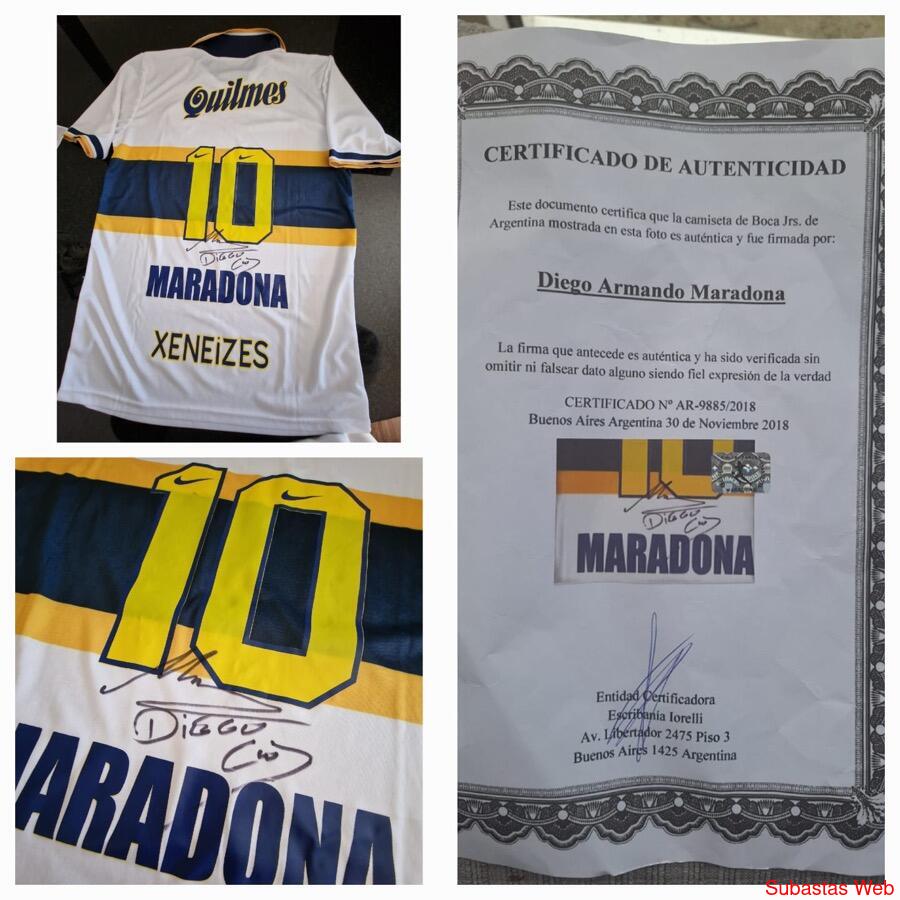 Quilmes
10
DIEGO (10)
MARADONA
XENEiZES
10
DIEGO (10)
MARADONA
CERTIFICADO DE AUTENTICIDAD
Este documento certifica que la camiseta de Boca Jrs. de
Argentina mostrada en esta foto es auténtica y fue firmada por:
Diego Armando Maradona
La firma que antecede es auténtica y ha sido verificada sin
omitir ni falsear dato alguno siendo fiel expresión de la verdad
CERTIFICADO Nº AR-9885/2018
Buenos Aires Argentina 30 de Noviembre 2018
10
DIEGO (10)
MARADONA
Entidad Certificadora
Escribanía Iorelli
Av. Libertador 2475 Piso 3
Buenos Aires 1425 Argentina
Subastas Web